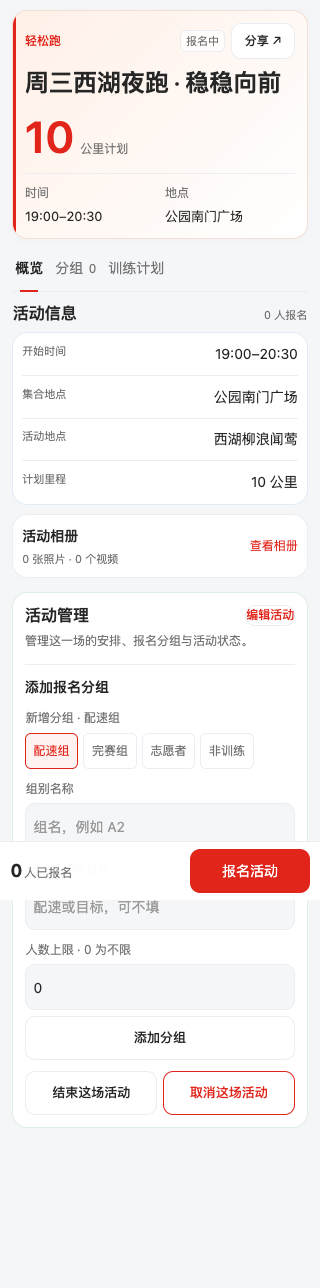 轻松跑
报名中
分享 ↗
周三西湖夜跑 · 稳稳向前
10 公里计划
时间
地点
19:00–20:30
公园南门广场
概览 分组 0 训练计划
活动信息
0 人报名
开始时间
19:00–20:30
集合地点
公园南门广场
活动地点
西湖柳浪闻莺
计划里程
10 公里
活动相册
0 张照片 · 0 个视频
查看相册
活动管理
编辑活动
管理这一场的安排、报名分组与活动状态。
添加报名分组
新增分组 · 配速组
配速组 完赛组 志愿者 非训练
组别名称
组名，例如 A2
0 人已报名
报名活动
配速或目标，可不填
人数上限 · 0 为不限
0
添加分组
结束这场活动 取消这场活动